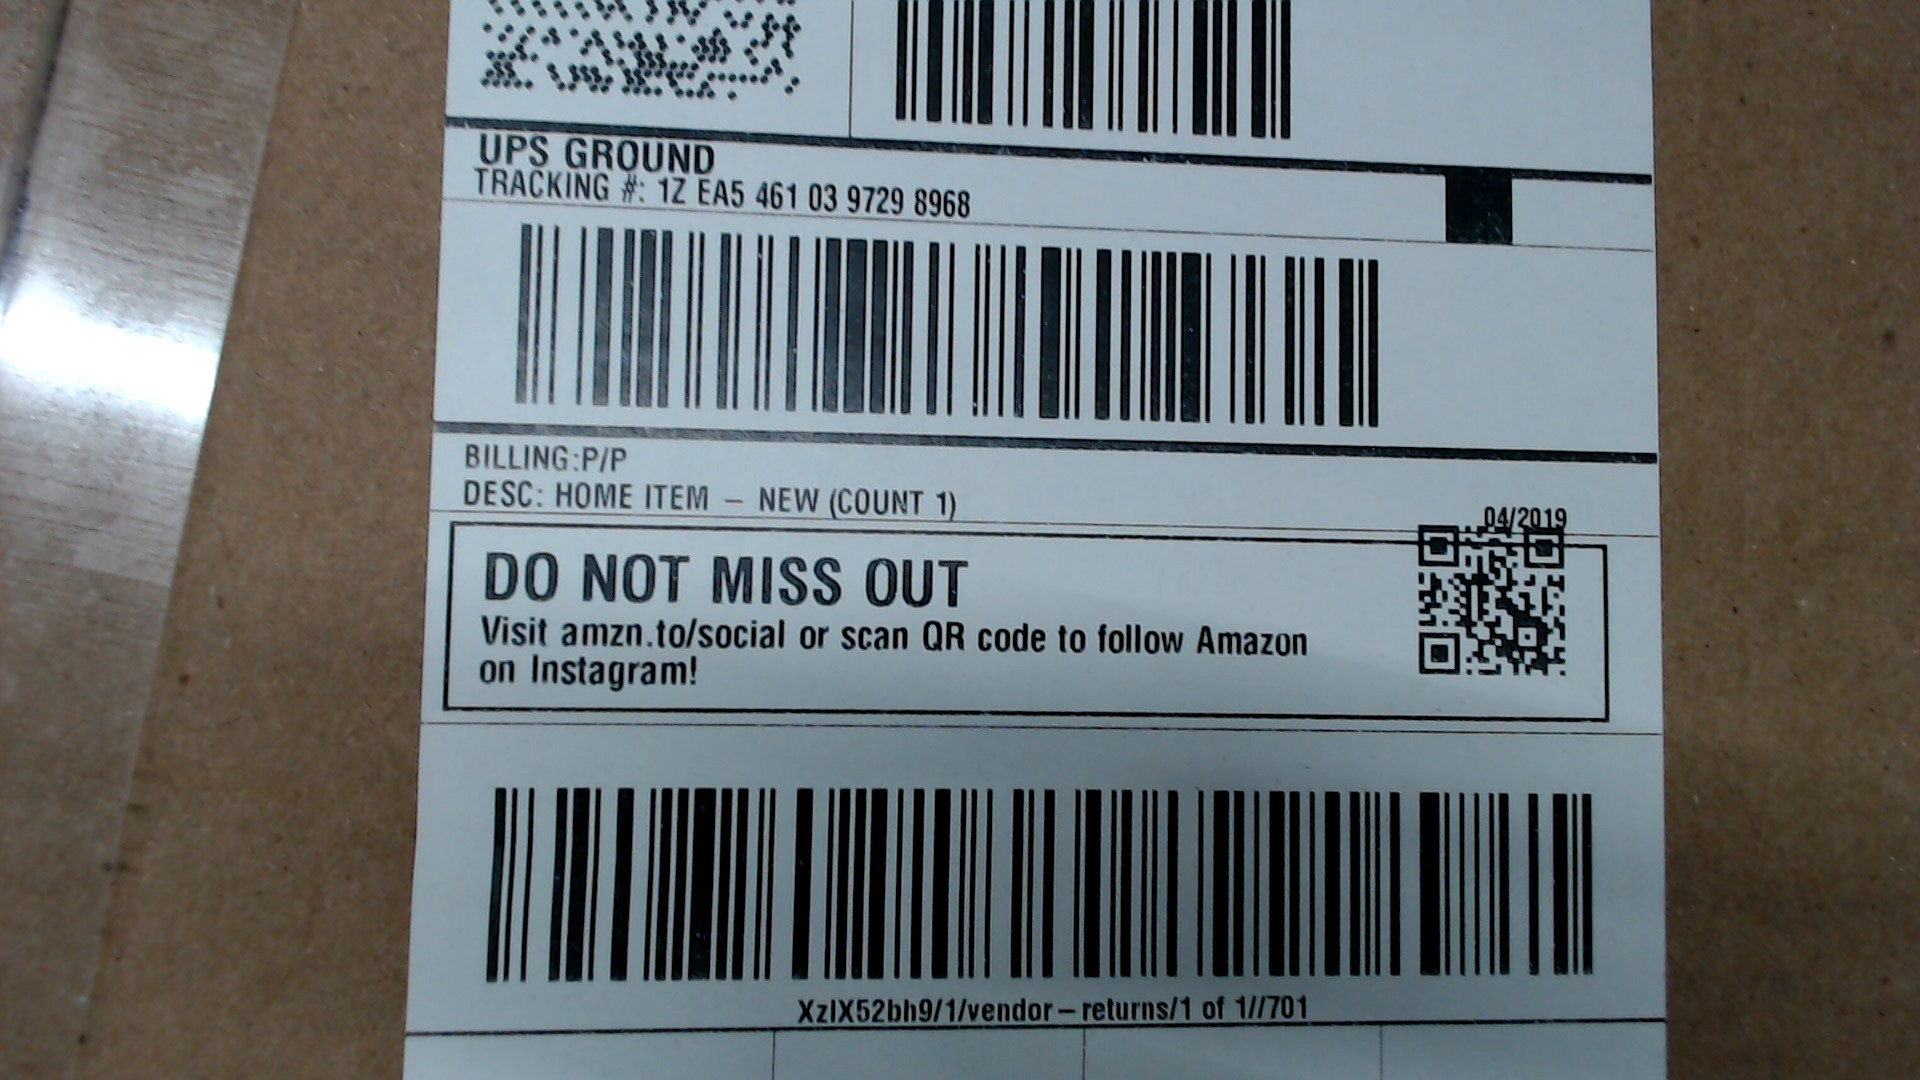 UPS GROUND
TRACKING #: 1Z EA5 461 03 9729 8968
BILLING:P/P
DESC: HOME ITEM – NEW (COUNT 1)
04/2019
DO NOT MISS OUT
Visit amzn.to/social or scan QR code to follow Amazon
on Instagram!
XzIX52bh9/1/vendor–returns/1 of 1//701